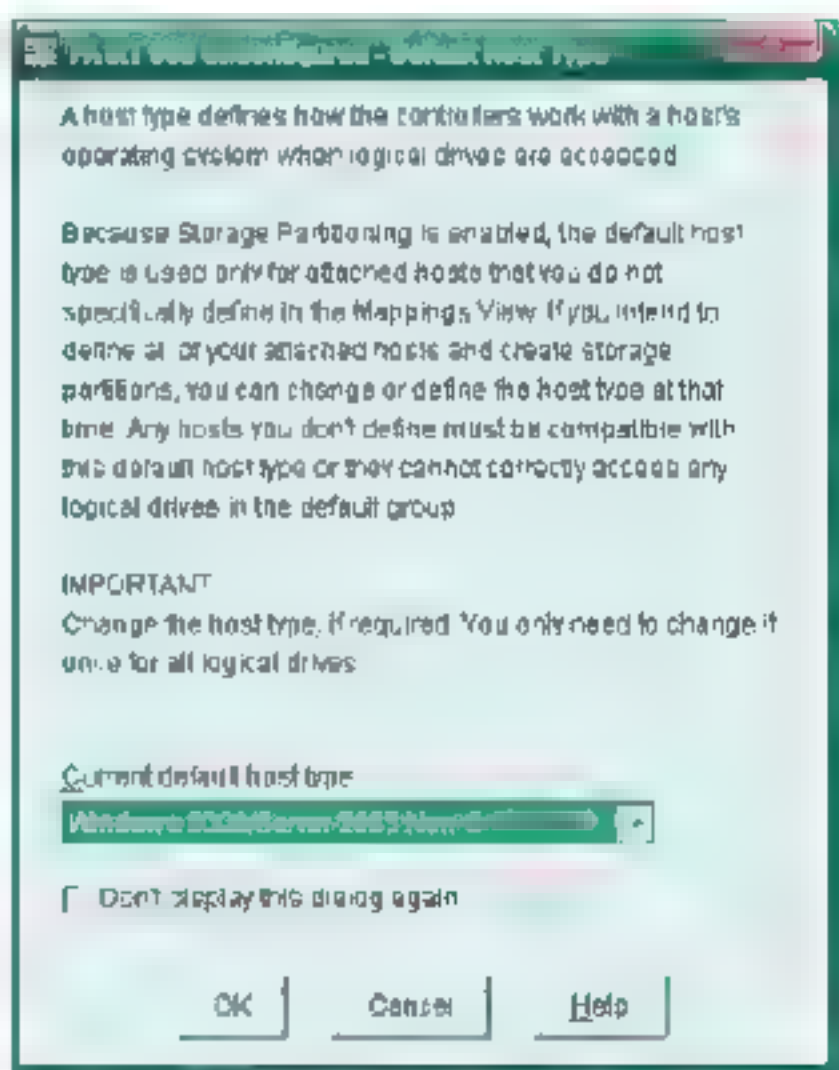 Default Host Type
A host type defines how the controllers work with a host's
operating system when logical drives are accessed
Because Storage Partitioning is enabled, the default host
type is used only for attached hosts that you do not
specifically define in the Mappings View. If you intend to
define all of your attached hosts and create storage
partitions, you can change or define the host type at that
time. Any hosts you don't define must be compatible with
this default host type or they cannot correctly access any
logical drives in the default group
IMPORTANT
Change the host type, if required. You only need to change it
once for all logical drives
Current default host type
Don't display this dialog again
OK Cancel Help